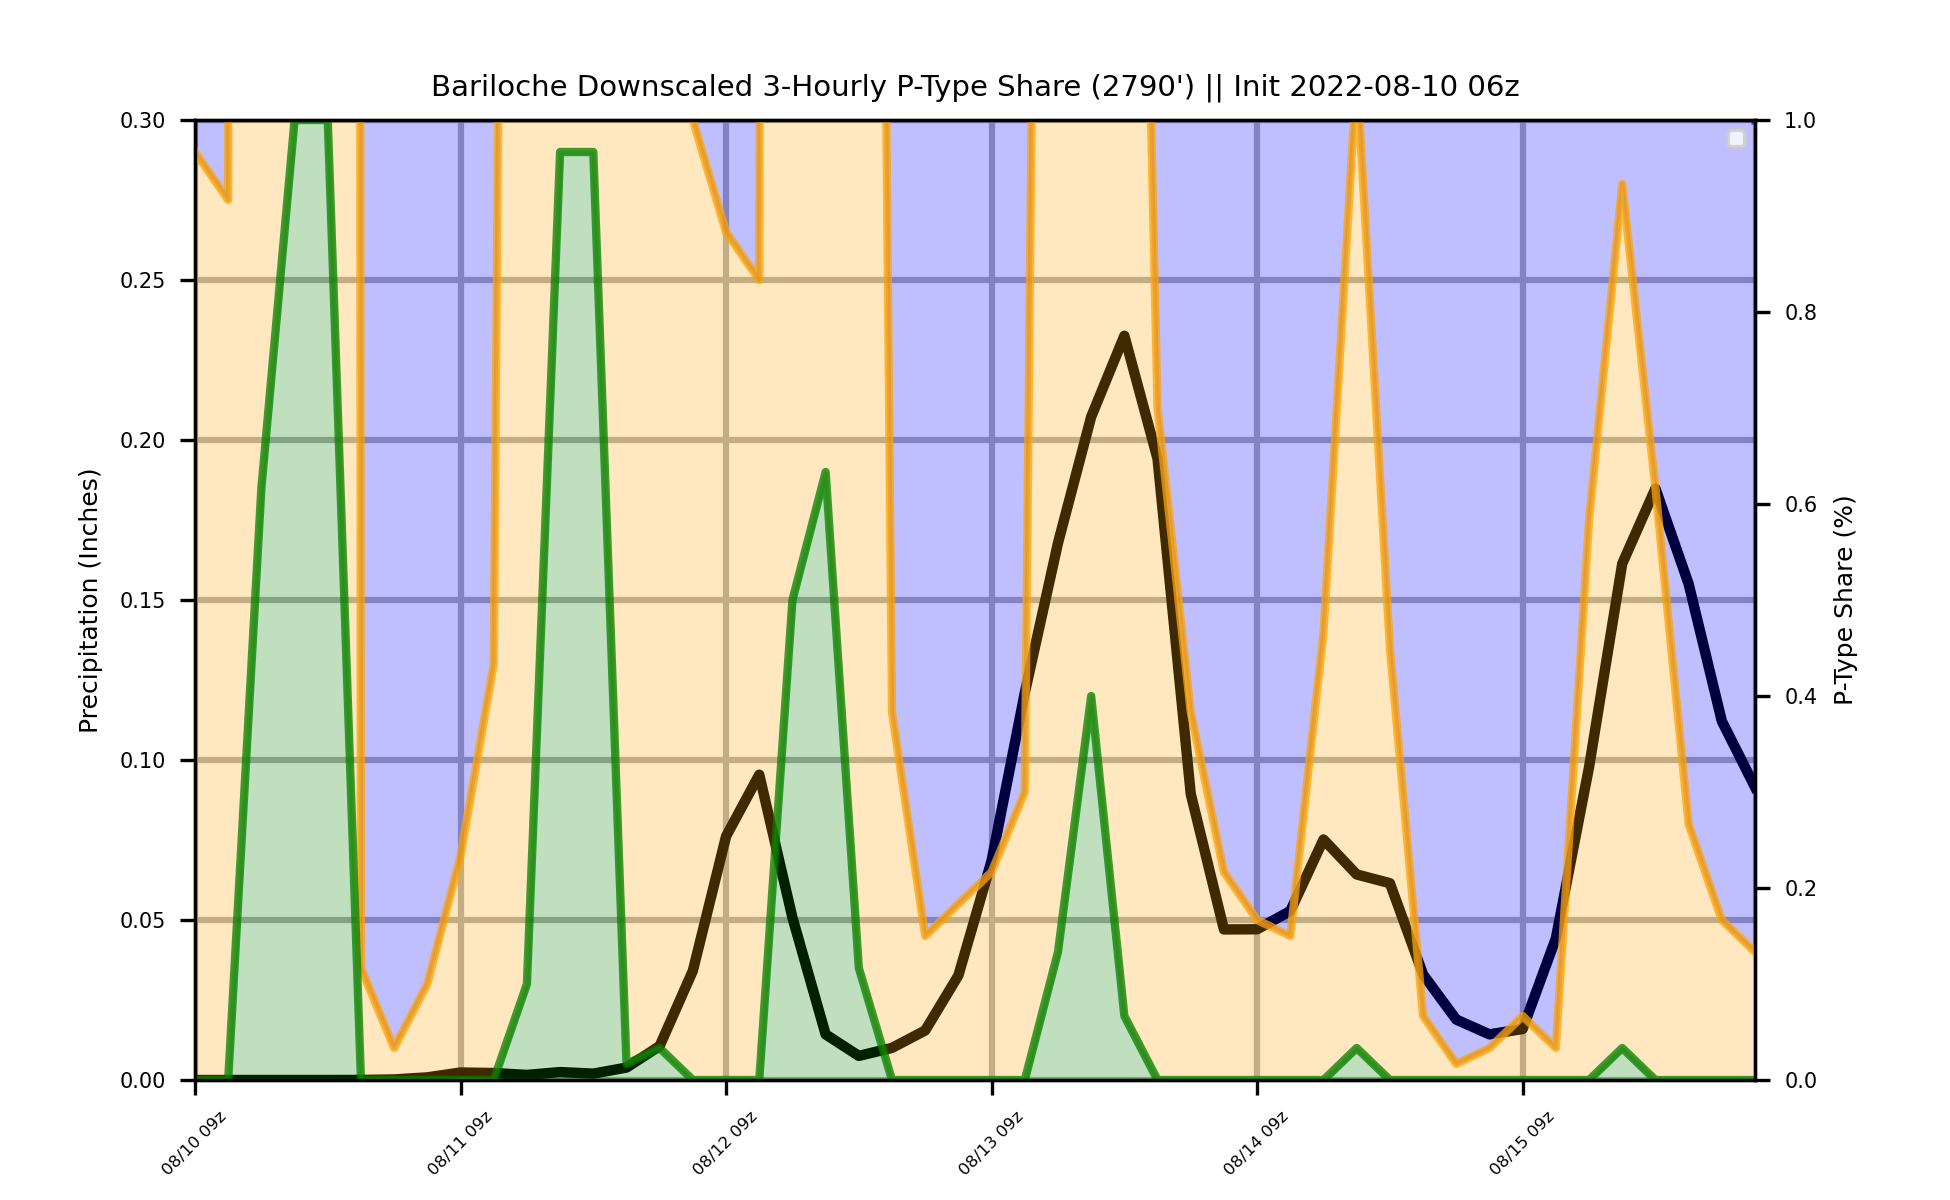 Bariloche Downscaled 3-Hourly P-Type Share (2790') || Init 2022-08-10 06z
0.30
0.25
0.20
0.15
0.10
0.05
0.00
Precipitation (Inches)
1.0
0.8
0.6
0.4
0.2
0.0
P-Type Share (%)
08/10 09z
08/11 09z
08/12 09z
08/13 09z
08/14 09z
08/15 09z